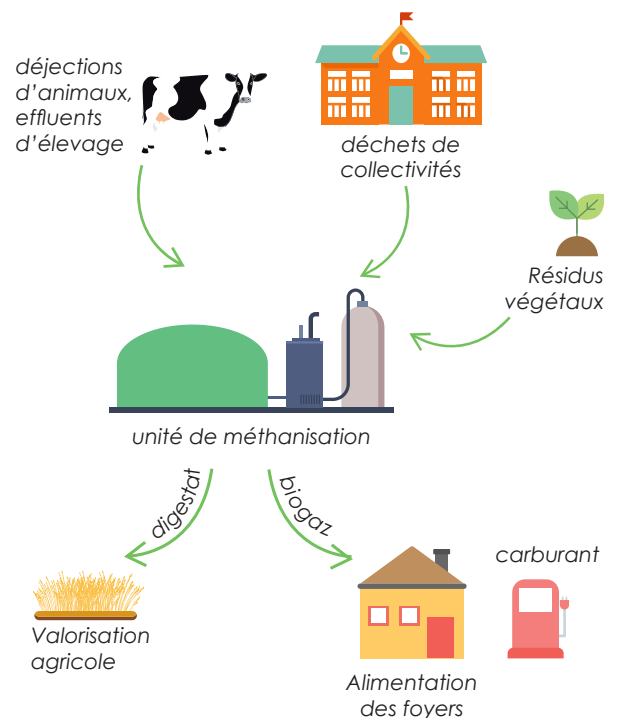 déjections
d'animaux,
effluents
d'élevage
déchets de
collectivités
Résidus
végétaux
unité de méthanisation
digestat
biogaz
carburant
Valorisation
agricole
Alimentation
des foyers